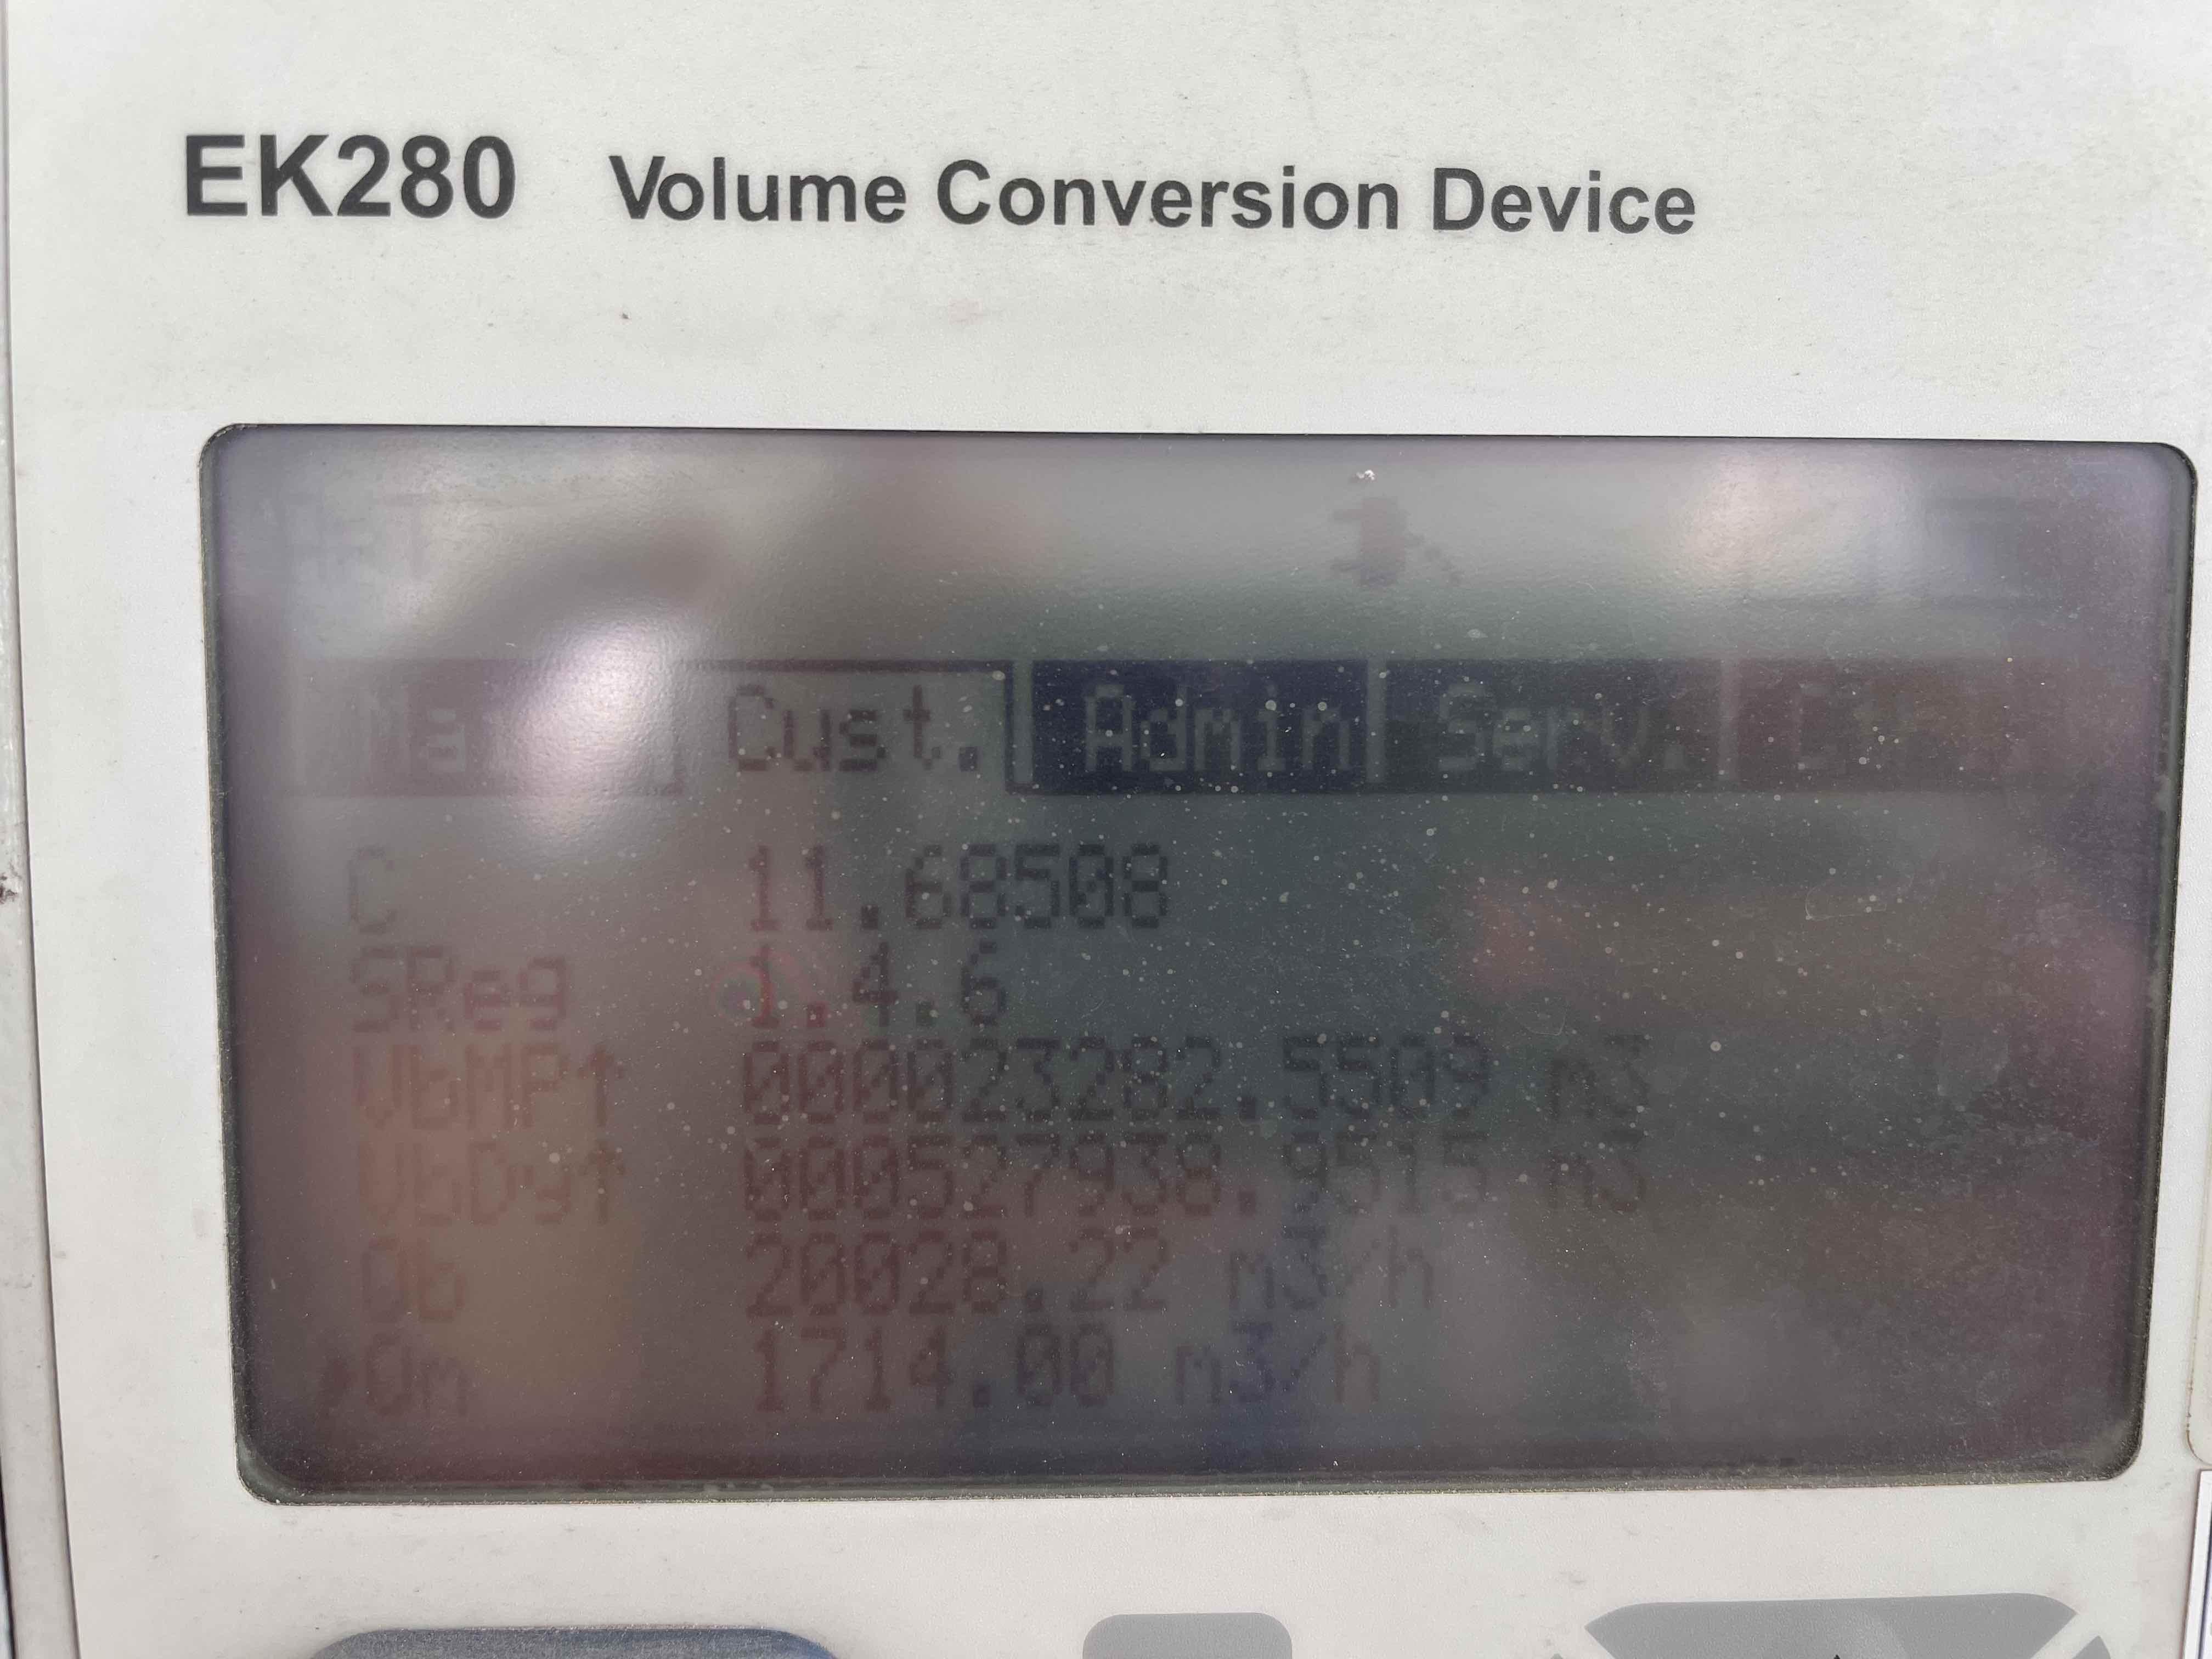 EK280 Volume Conversion Device
Cust. Admin Serv.
C 11.68508
SReg 1.4.6
VbMP↑ 000023282.5509 m3
VbDy↑ 000527938.9515 m3
Qb 20028.22 m3/h
Qm 1714.00 m3/h